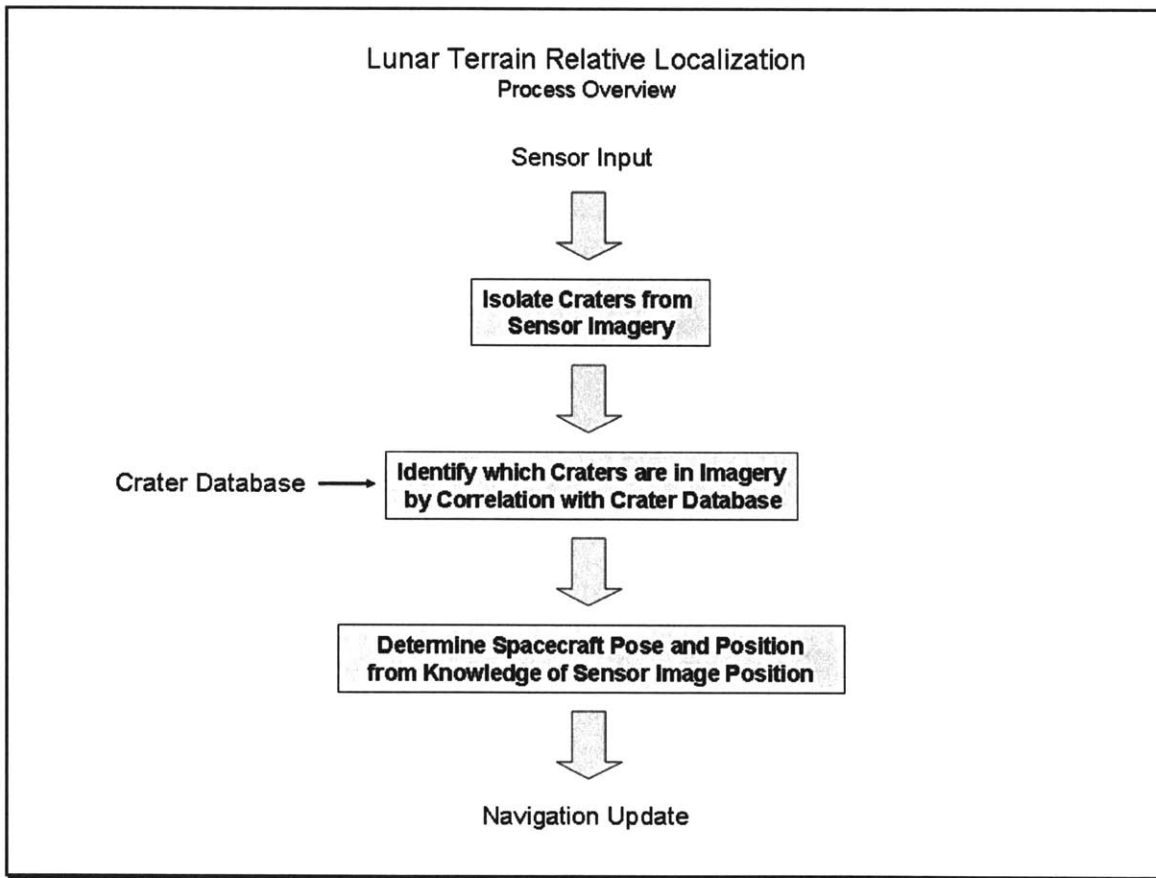 Lunar Terrain Relative Localization
Process Overview
Sensor Input
Isolate Craters from
Sensor Imagery
Crater Database
Identify which Craters are in Imagery
by Correlation with Crater Database
Determine Spacecraft Pose and Position
from Knowledge of Sensor Image Position
Navigation Update